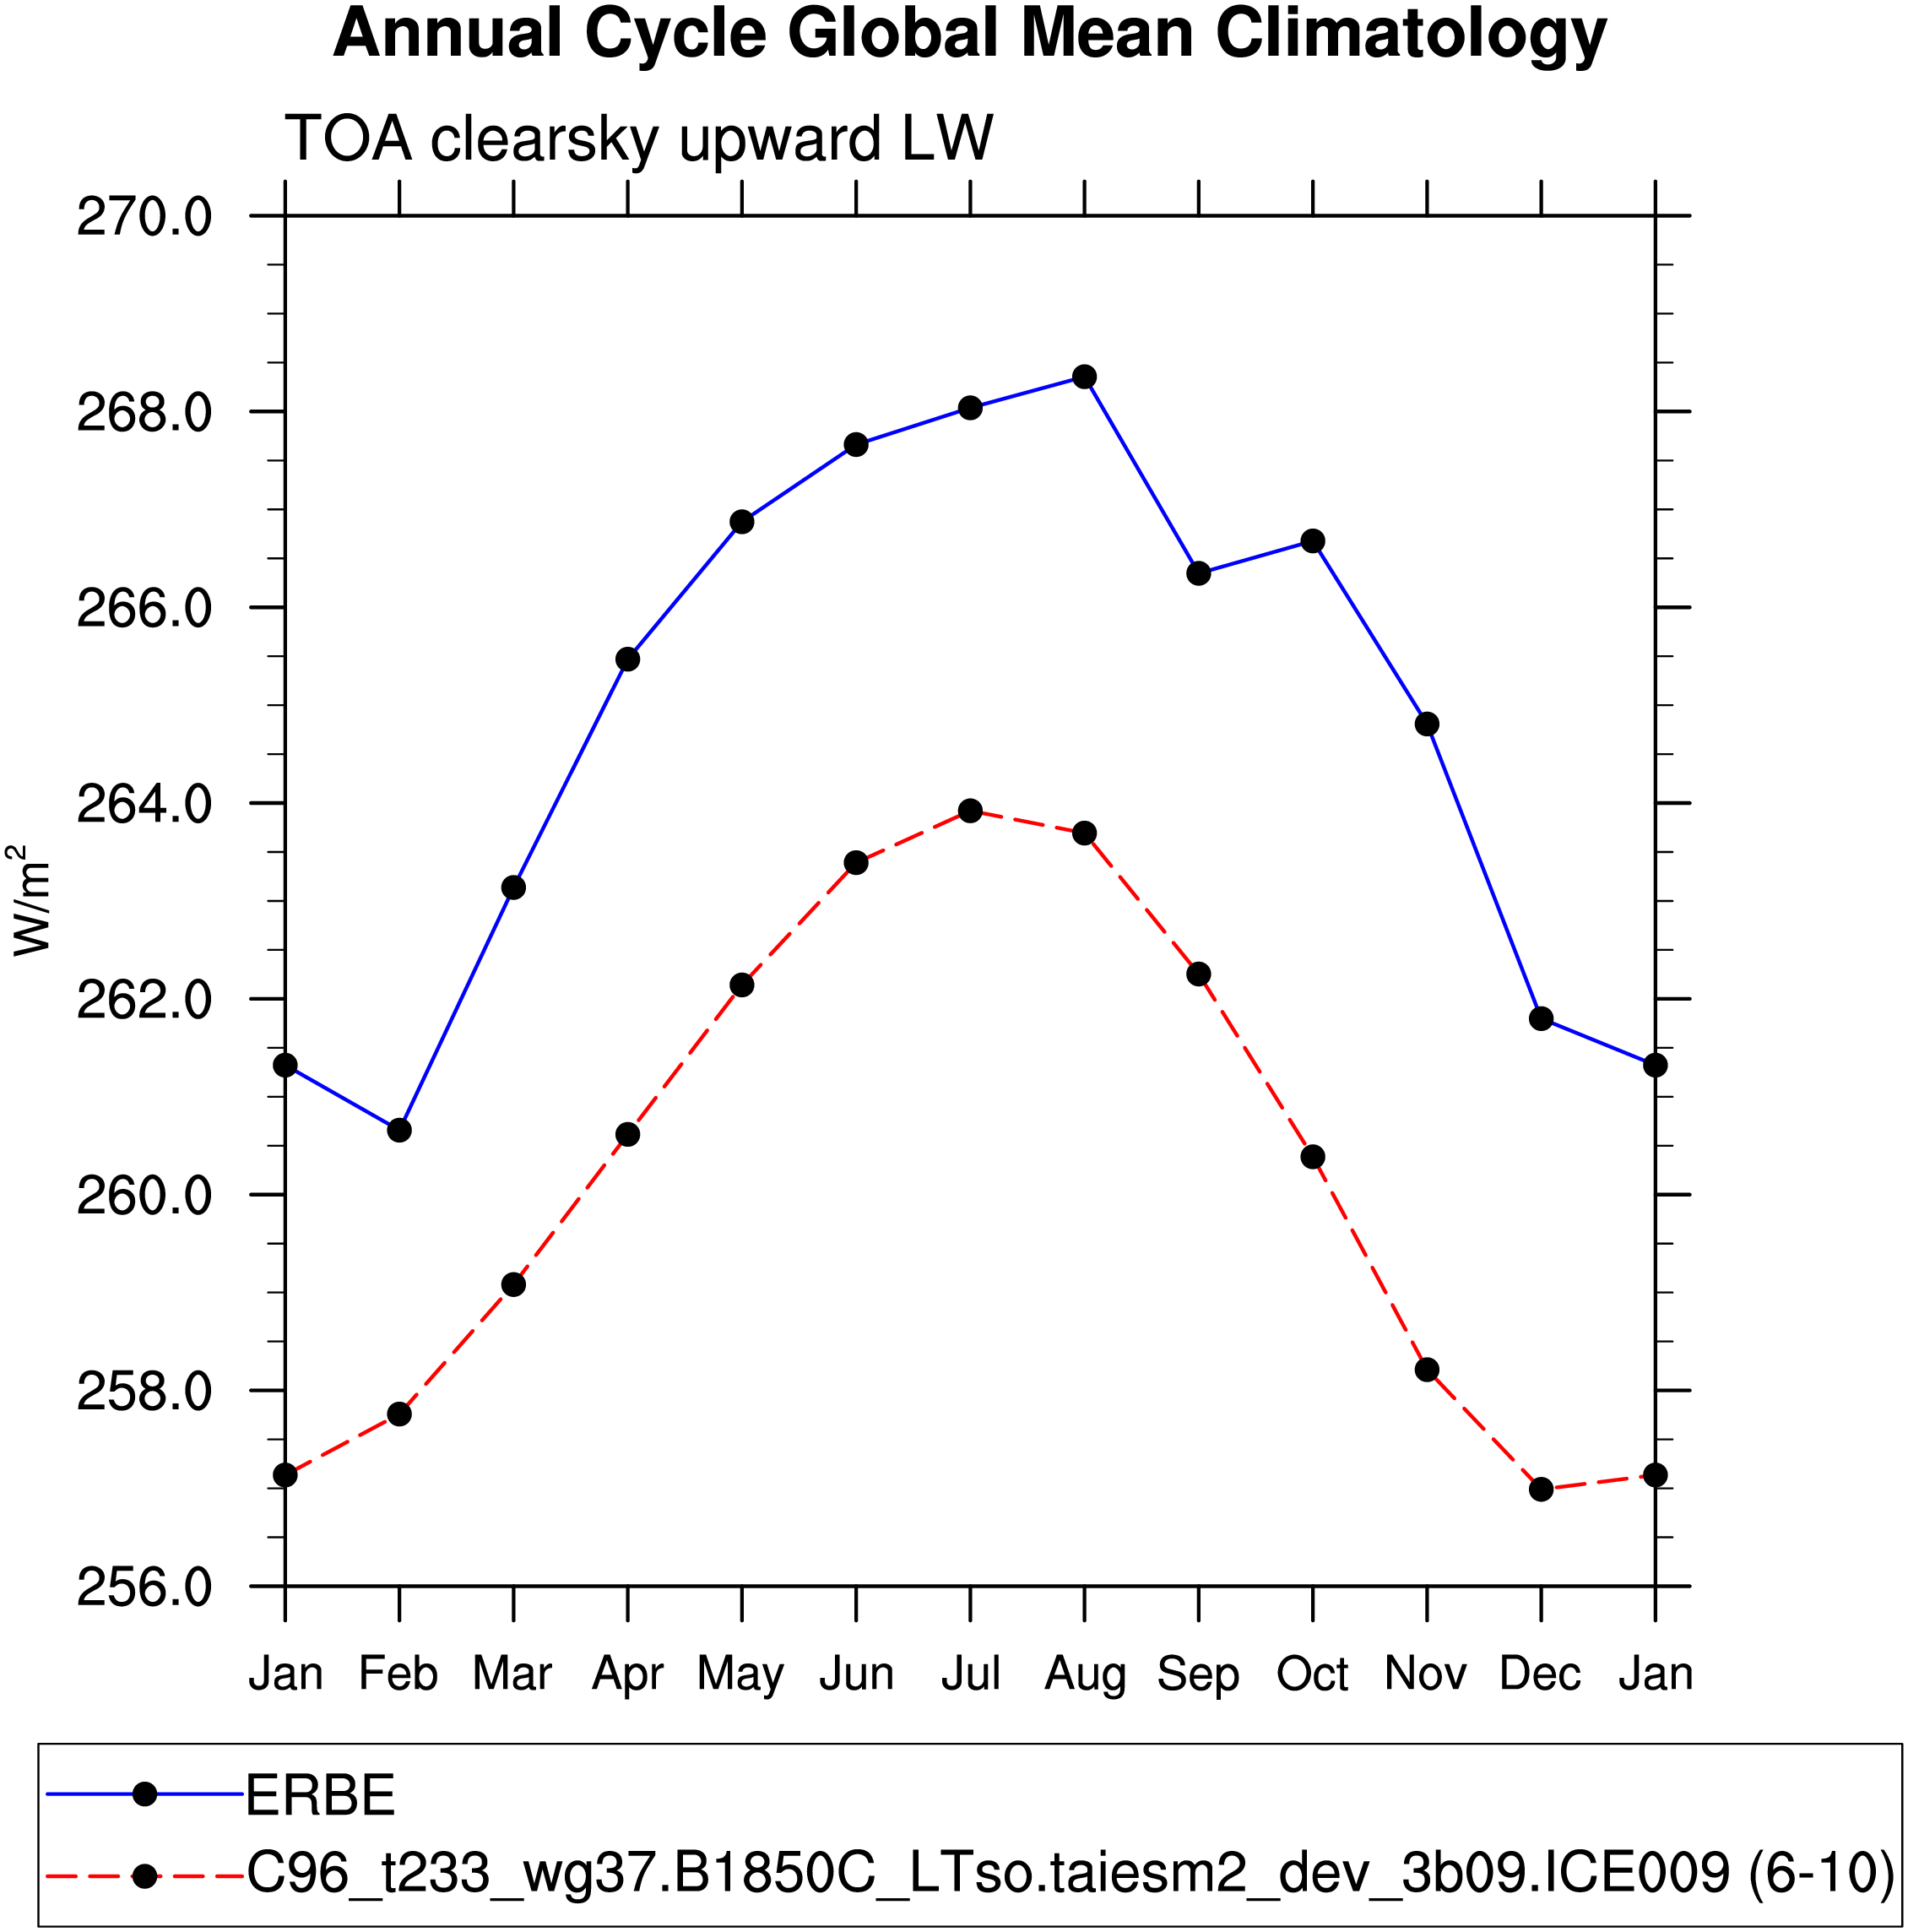 Annual Cycle Global Mean Climatology
TOA clearsky upward LW
270.0
268.0
266.0
264.0
262.0
260.0
258.0
256.0
W/m²
Jan Feb Mar Apr May Jun Jul Aug Sep Oct Nov Dec Jan
ERBE
C96_t233_wg37.B1850C_LTso.taiesm2_dev_3b09.ICE009 (6-10)